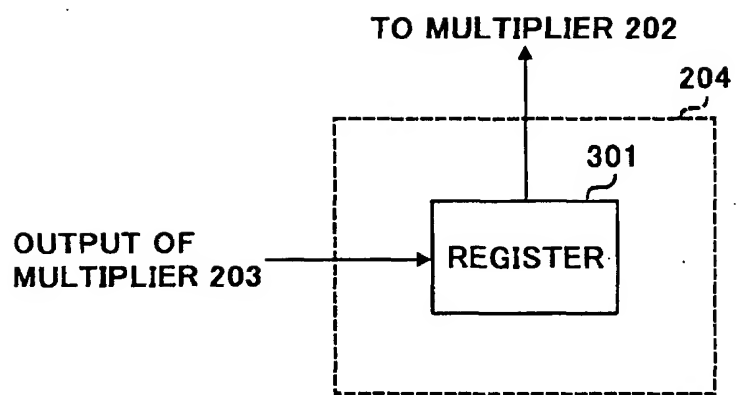 TO MULTIPLIER 202
204
301
OUTPUT OF
MULTIPLIER 203
REGISTER